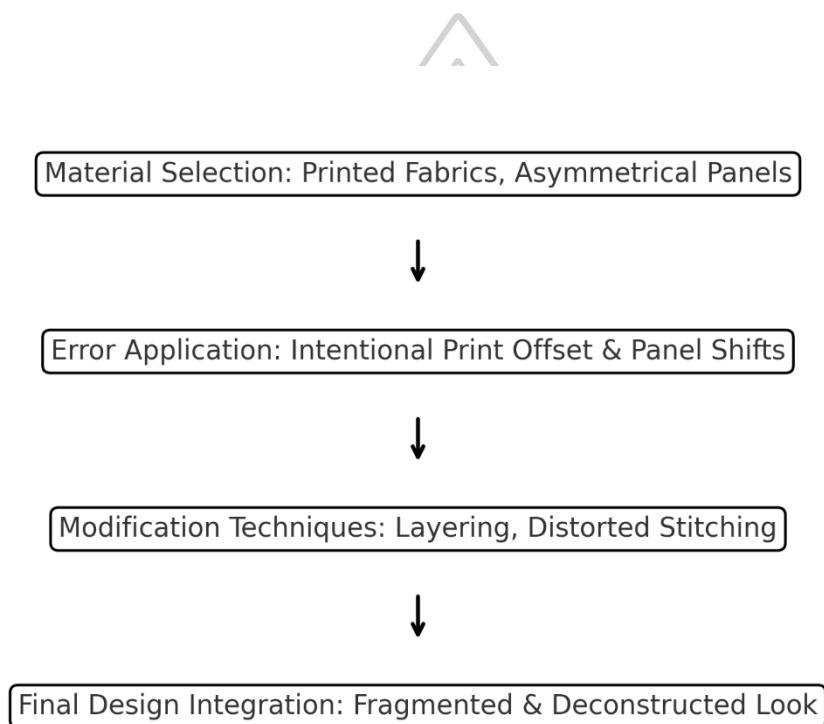 Material Selection: Printed Fabrics, Asymmetrical Panels
Error Application: Intentional Print Offset & Panel Shifts
Modification Techniques: Layering, Distorted Stitching
Final Design Integration: Fragmented & Deconstructed Look